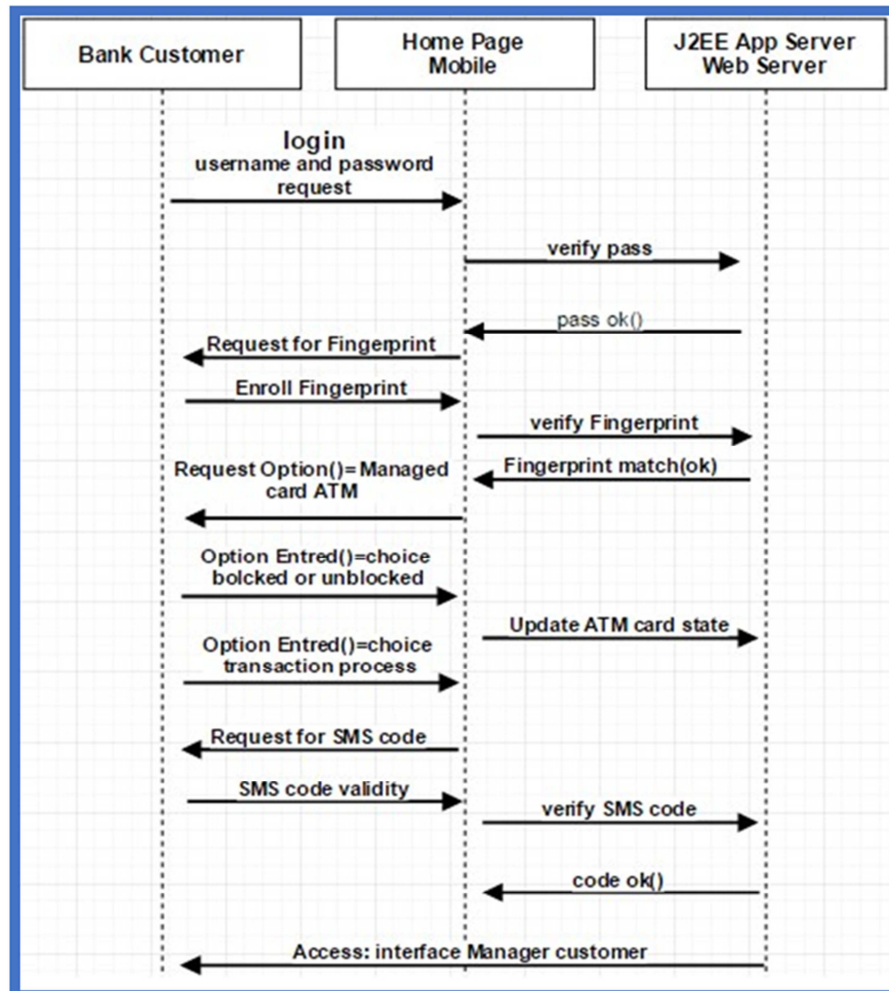 Bank Customer
Home Page
Mobile
J2EE App Server
Web Server
login
username and password
request
verify pass
pass ok()
Request for Fingerprint
Enroll Fingerprint
verify Fingerprint
Fingerprint match(ok)
Request Option()=Managed
card ATM
Option Entred()=choice
bolcked or unblocked
Update ATM card state
Option Entred()=choice
transaction process
Request for SMS code
SMS code validity
verify SMS code
code ok()
Access: interface Manager customer